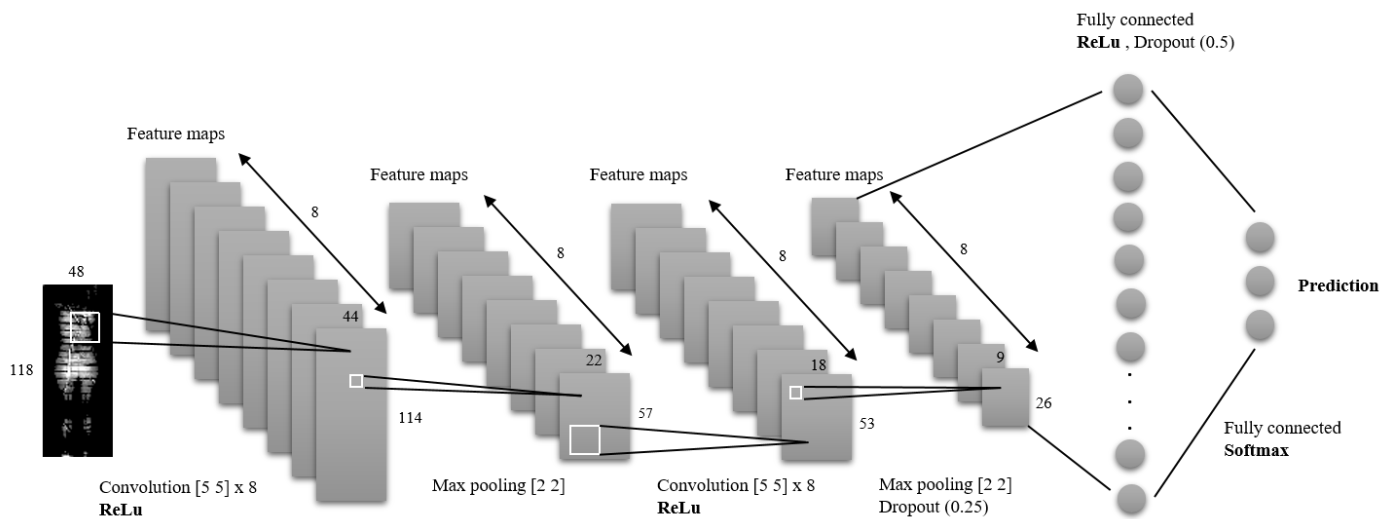 Fully connected
ReLu , Dropout (0.5)
Feature maps
Feature maps
Feature maps
Feature maps
8
8
8
8
48
118
44
114
22
57
18
53
9
26
Prediction
Fully connected
Softmax
Convolution [5 5] x 8
ReLu
Max pooling [2 2]
Convolution [5 5] x 8
ReLu
Max pooling [2 2]
Dropout (0.25)